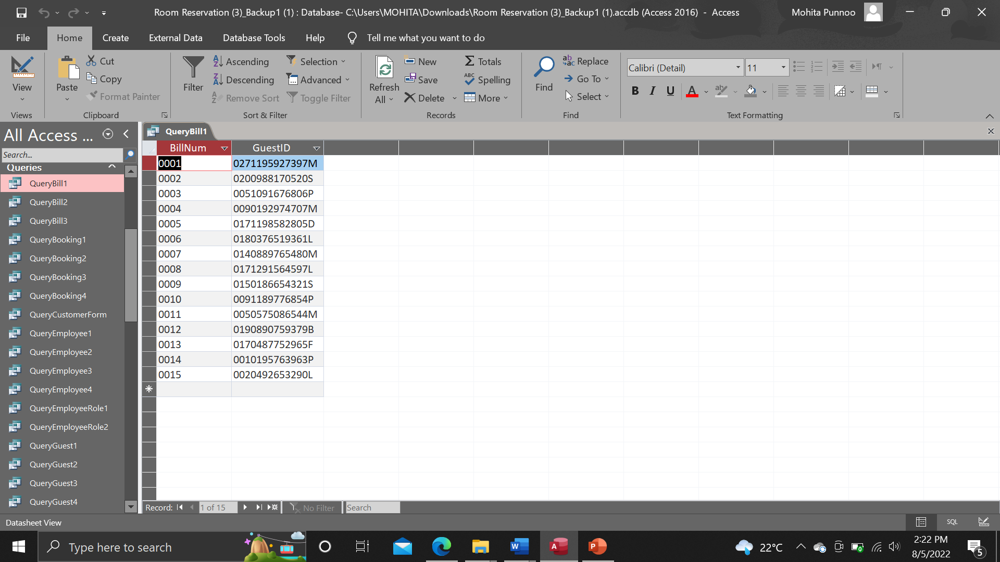 Room Reservation (3)_Backup1 (1) : Database- C:\Users\MOHITA\Downloads\Room Reservation (3)_Backup1 (1).accdb (Access 2016) - Access
Mohita Punnoo
File Home Create External Data Database Tools Help Tell me what you want to do
View
Views
Paste
Cut
Copy
Format Painter
Clipboard
Filter
Ascending
Descending
Remove Sort
Selection
Advanced
Toggle Filter
Sort & Filter
Refresh
All
New
Save
Delete
Totals
Spelling
More
Records
Find
Replace
Go To
Select
Find
Calibri (Detail)
11
B I U
Text Formatting
All Access ...
Search...
Queries
QueryBill1
QueryBill2
QueryBill3
QueryBooking1
QueryBooking2
QueryBooking3
QueryBooking4
QueryCustomerForm
QueryEmployee1
QueryEmployee2
QueryEmployee3
QueryEmployee4
QueryEmployeeRole1
QueryEmployeeRole2
QueryGuest1
QueryGuest2
QueryGuest3
QueryGuest4
QueryBill1
BillNum GuestID
0001 0271195927397M
0002 0200988170520S
0003 0051091676806P
0004 0090192974707M
0005 0171198582805D
0006 0180376519361L
0007 0140889765480M
0008 0171291564597L
0009 0150186654321S
0010 0091189776854P
0011 0050575086544M
0012 0190890759379B
0013 0170487752965F
0014 0010195763963P
0015 0020492653290L
Record: 1 of 15 No Filter Search
Datasheet View
SQL
Type here to search
22°C
2:22 PM
8/5/2022
5